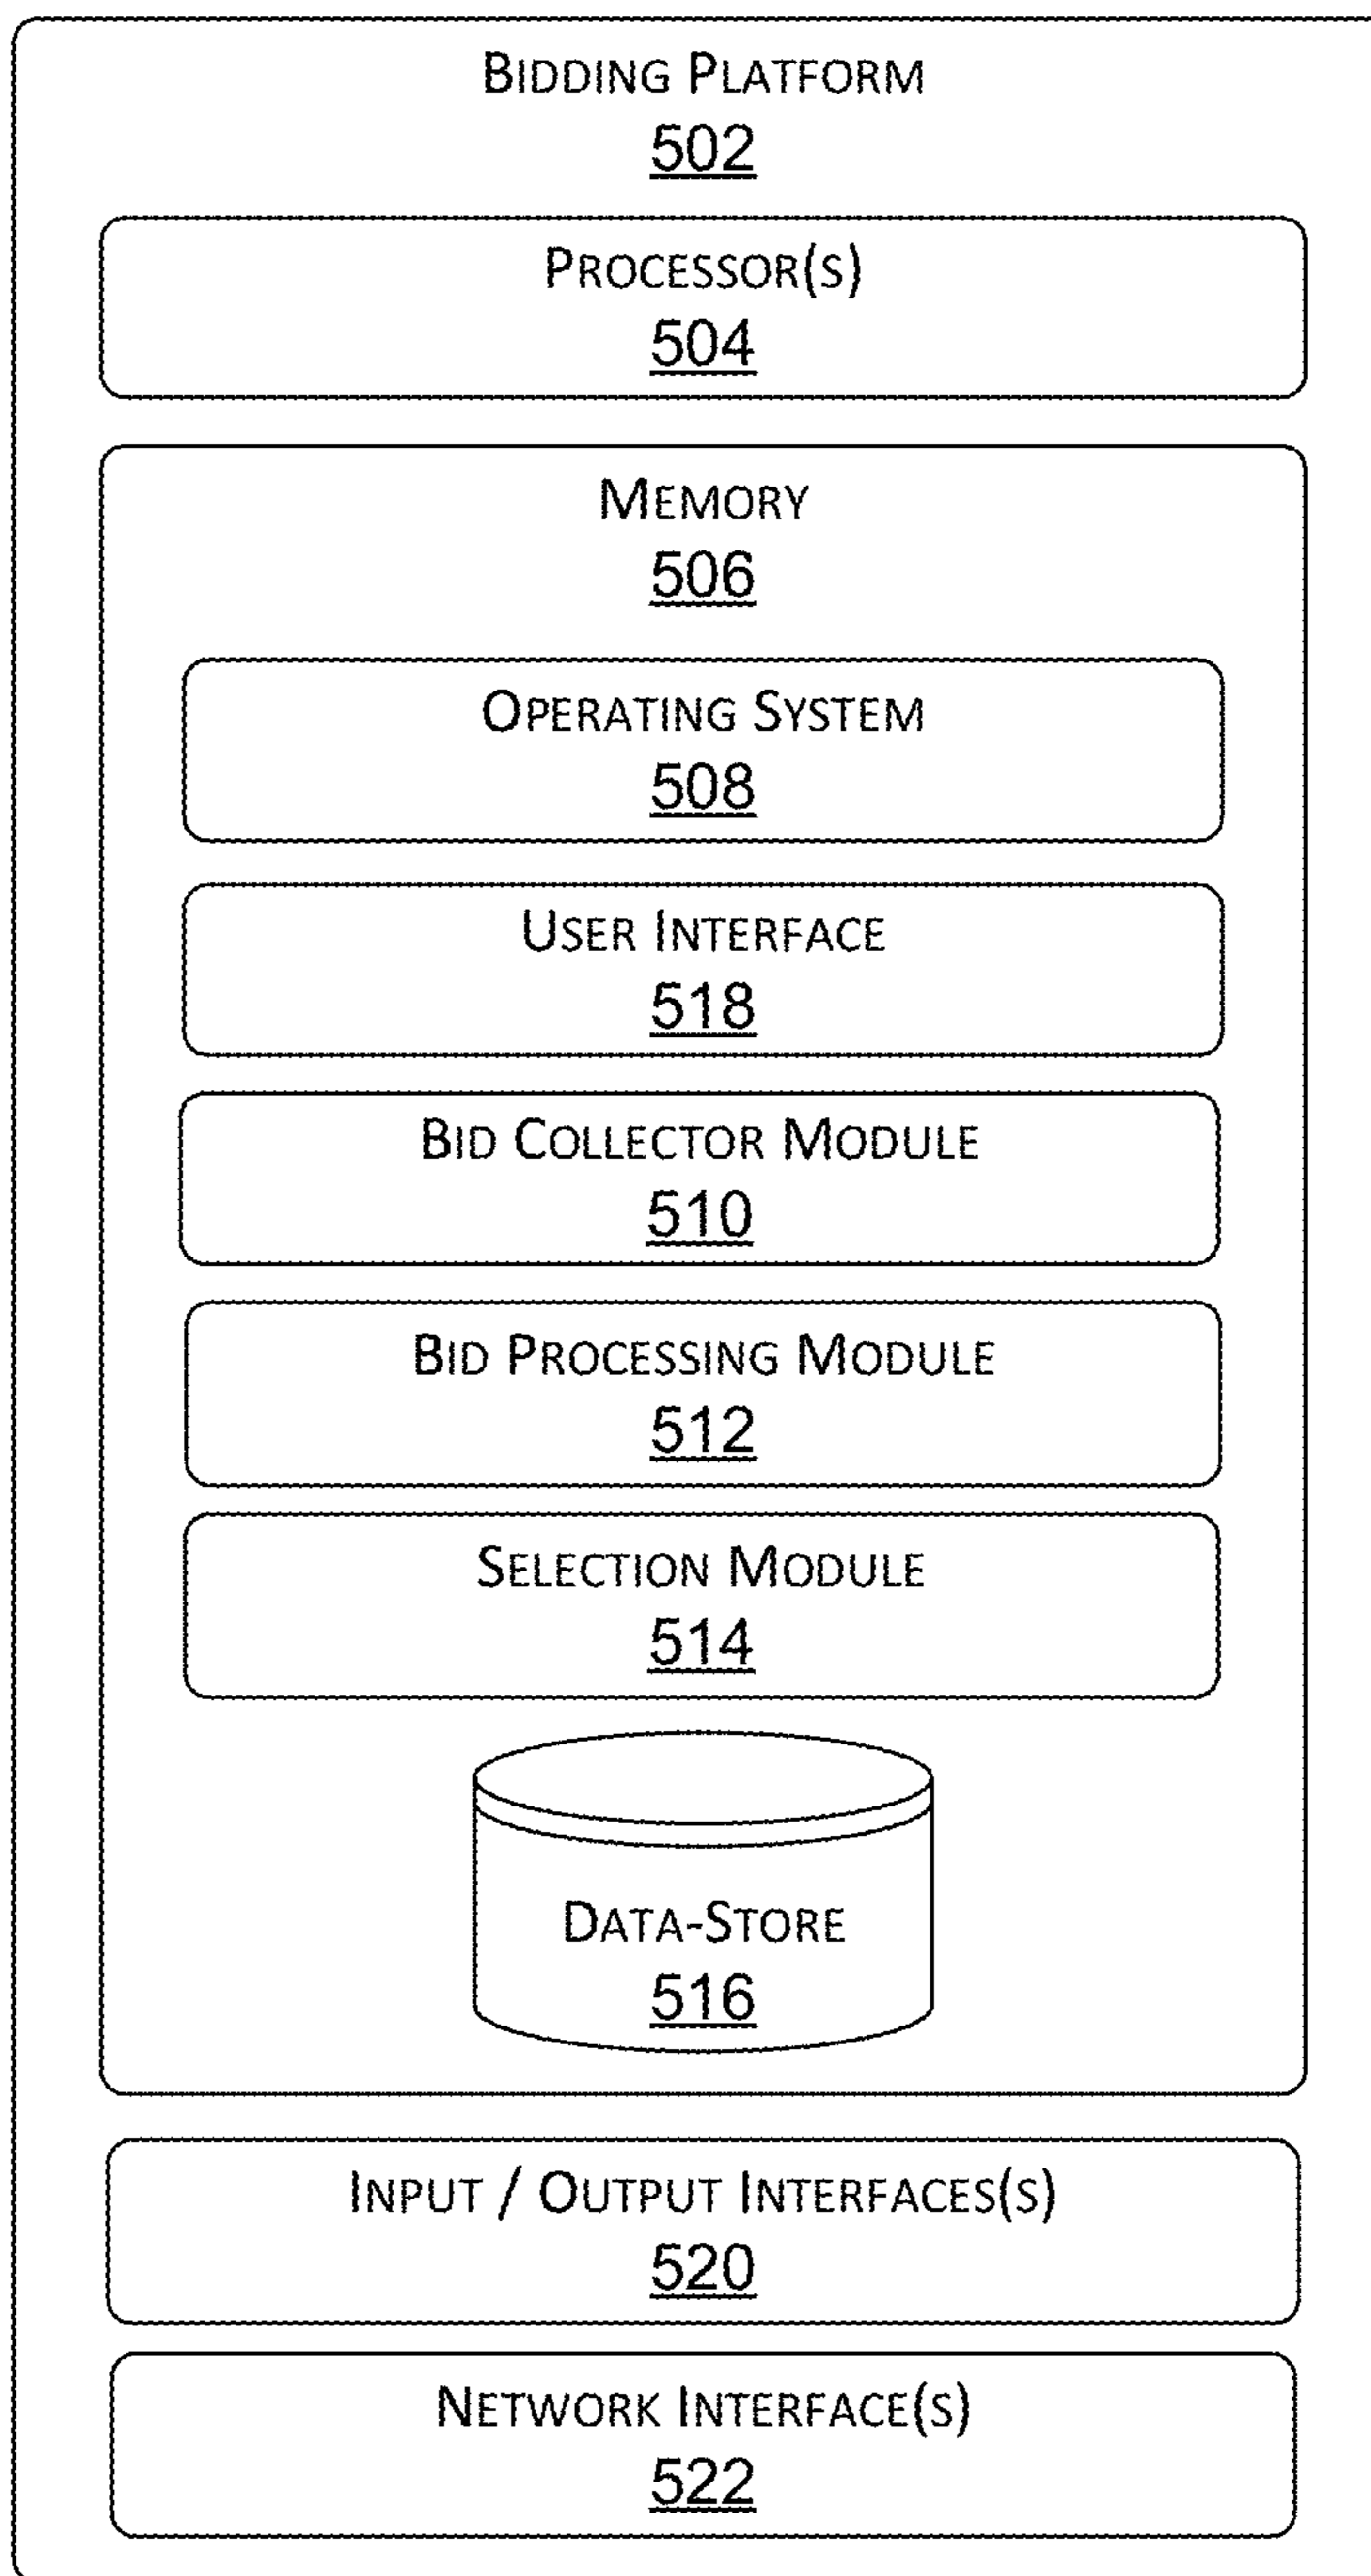 BIDDING PLATFORM
502
PROCESSOR(S)
504
MEMORY
506
OPERATING SYSTEM
508
USER INTERFACE
518
BID COLLECTOR MODULE
510
BID PROCESSING MODULE
512
SELECTION MODULE
514
DATA-STORE
516
INPUT / OUTPUT INTERFACES(S)
520
NETWORK INTERFACE(S)
522